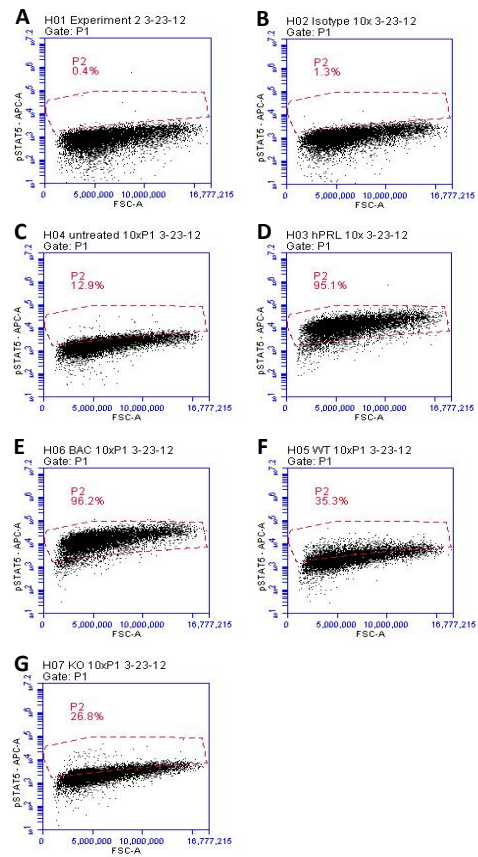 A
H01 Experiment 2 3-23-12
Gate: P1
P2
0.4%
pSTAT5 - APC-A
0
5,000,000
10,000,000
16,777,215
FSC-A
B
H02 Isotype 10x 3-23-12
Gate: P1
P2
1.3%
pSTAT5 - APC-A
0
5,000,000
10,000,000
16,777,215
FSC-A
C
H04 untreated 10xP1 3-23-12
Gate: P1
P2
12.9%
pSTAT5 - APC-A
0
5,000,000
10,000,000
16,777,215
FSC-A
D
H03 hPRL 10x 3-23-12
Gate: P1
P2
95.1%
pSTAT5 - APC-A
0
5,000,000
10,000,000
16,777,215
FSC-A
E
H06 BAC 10xP1 3-23-12
Gate: P1
P2
96.2%
pSTAT5 - APC-A
0
5,000,000
10,000,000
16,777,215
FSC-A
F
H05 WT 10xP1 3-23-12
Gate: P1
P2
35.3%
pSTAT5 - APC-A
0
5,000,000
10,000,000
16,777,215
FSC-A
G
H07 KO 10xP1 3-23-12
Gate: P1
P2
26.8%
pSTAT5 - APC-A
0
5,000,000
10,000,000
16,777,215
FSC-A